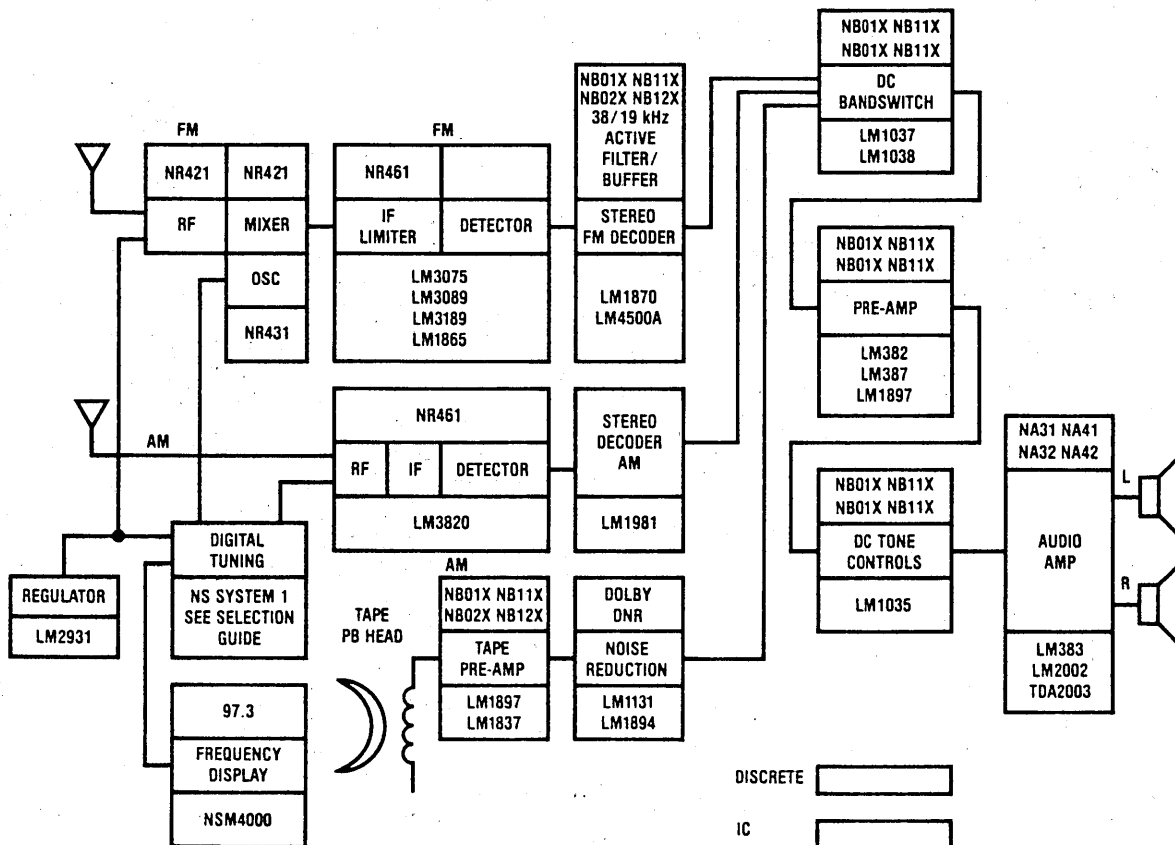 FM
NR421
NR421
RF
MIXER
OSC
NR431
FM
NR461
IF
LIMITER
DETECTOR
LM3075
LM3089
LM3189
LM1865
NB01X NB11X
NB02X NB12X
38/19 kHz
ACTIVE
FILTER/
BUFFER
STEREO
FM DECODER
LM1870
LM4500A
NB01X NB11X
NB01X NB11X
DC
BANDSWITCH
LM1037
LM1038
NB01X NB11X
NB01X NB11X
PRE-AMP
LM382
LM387
LM1897
AM
NR461
RF
IF
DETECTOR
LM3820
AM
STEREO
DECODER
AM
LM1981
NB01X NB11X
NB01X NB11X
DC TONE
CONTROLS
LM1035
NA31 NA41
NA32 NA42
AUDIO
AMP
LM383
LM2002
TDA2003
L
R
REGULATOR
LM2931
DIGITAL
TUNING
NS SYSTEM 1
SEE SELECTION
GUIDE
TAPE
PB HEAD
NB01X NB11X
NB02X NB12X
TAPE
PRE-AMP
LM1897
LM1837
DOLBY
DNR
NOISE
REDUCTION
LM1131
LM1894
97.3
FREQUENCY
DISPLAY
NSM4000
DISCRETE
IC